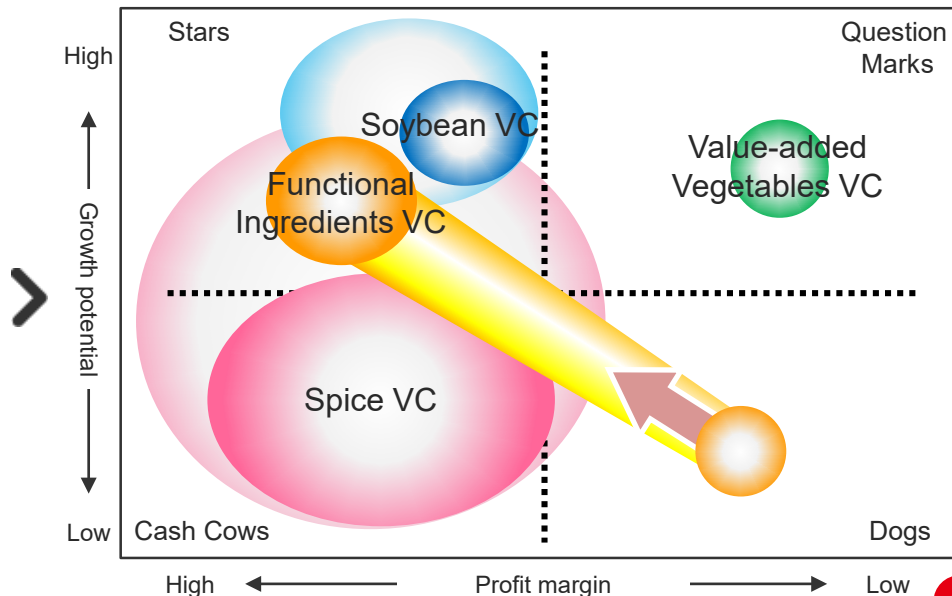 Stars
Question
Marks
High
Soybean VC
Value-added
Vegetables VC
Functional
Ingredients VC
Growth potential
Spice VC
Low
Cash Cows
Dogs
High
Profit margin
Low